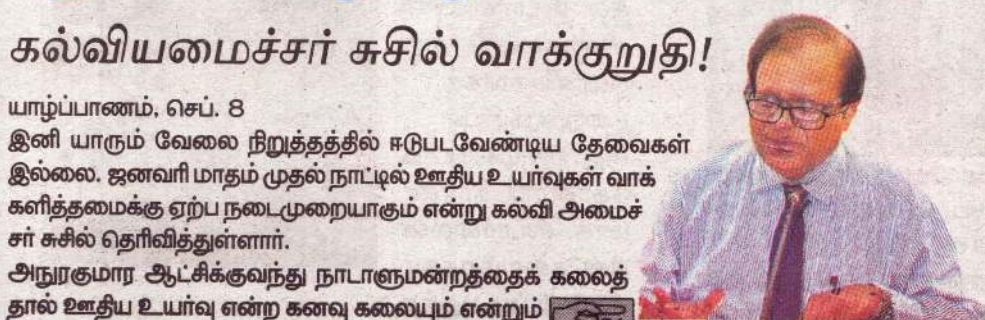 கல்வியமைச்சர் சுசில் வாக்குறுதி!
யாழ்ப்பாணம், செப். 8
இனி யாரும் வேலை நிறுத்தத்தில் ஈடுபடவேண்டிய தேவைகள்
இல்லை. ஜனவரி மாதம் முதல் நாட்டில் ஊதிய உயர்வுகள் வாக்
களித்தமைக்கு ஏற்ப நடைமுறையாகும் என்று கல்வி அமைச்
சர் சுசில் தெரிவித்துள்ளார்.
அநுரகுமார ஆட்சிக்குவந்து நாடாளுமன்றத்தைக் கலைத்
தால் ஊதிய உயர்வு என்ற கனவு கலையும் என்றும்